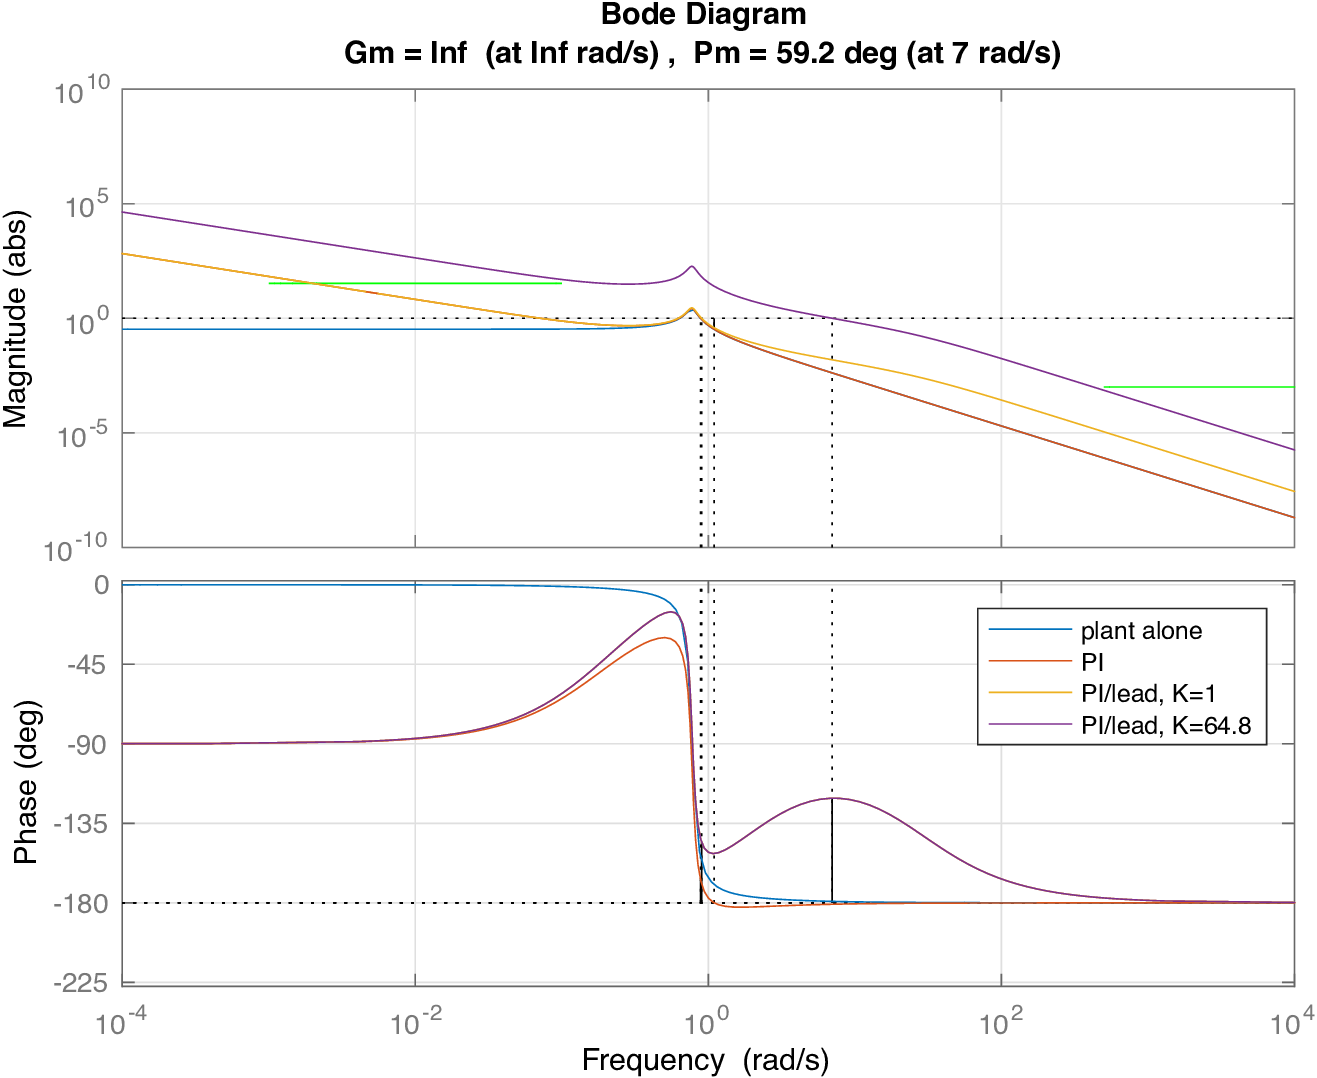 Bode Diagram
Gm = Inf (at Inf rad/s) , Pm = 59.2 deg (at 7 rad/s)
Magnitude (abs)
10^10
10^5
10^0
10^-5
10^-10
Phase (deg)
0
-45
-90
-135
-180
-225
plant alone
PI
PI/lead, K=1
PI/lead, K=64.8
10^-4 10^-2 10^0 10^2 10^4
Frequency (rad/s)